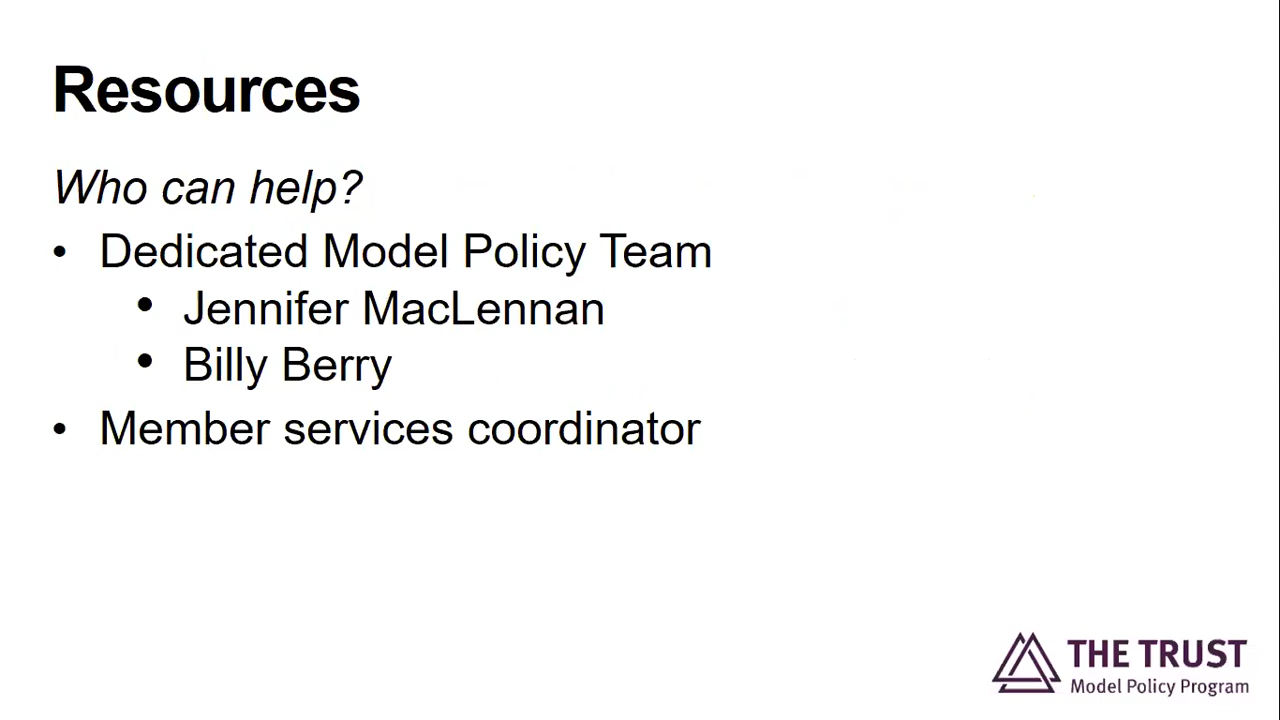 Resources
Who can help?
• Dedicated Model Policy Team
• Jennifer MacLennan
• Billy Berry
• Member services coordinator
THE TRUST
Model Policy Program